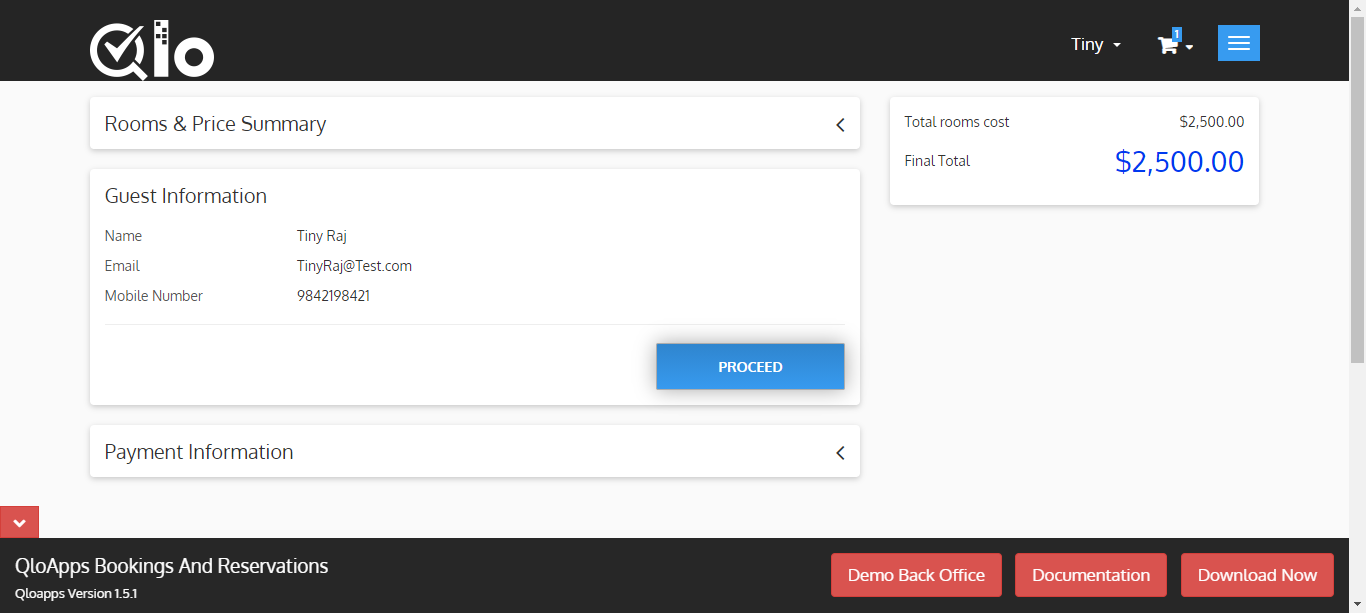 Qlo
Tiny
1
Rooms & Price Summary
Total rooms cost $2,500.00
Final Total $2,500.00
Guest Information
Name Tiny Raj
Email TinyRaj@Test.com
Mobile Number 9842198421
PROCEED
Payment Information
QloApps Bookings And Reservations
Qloapps Version 1.5.1
Demo Back Office Documentation Download Now